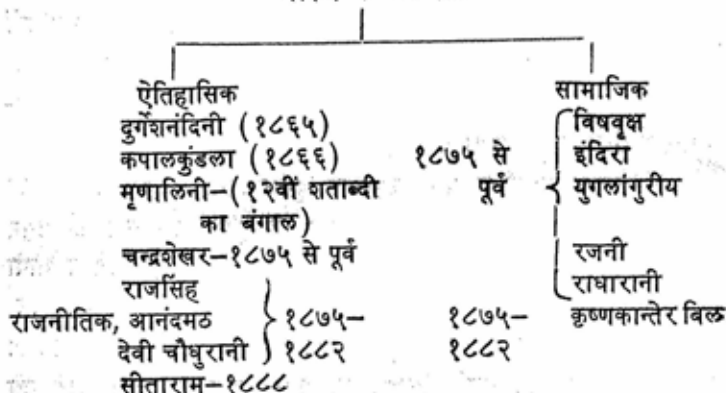 ऐतिहासिक सामाजिक
दुर्गेशनंदिनी (१८६५) विषवृक्ष
कपालकुंडला (१८६६) १८७५ से इंदिरा
मृणालिनी–(१२वीं शताब्दी पूर्व युगलांगुरीय
का बंगाल)
चन्द्रशेखर–१८७५ से पूर्व रजनी
राजसिंह राधारानी
राजनीतिक, आनंदमठ १८७५– १८७५– कृष्णकान्तेर विल
देवी चौधुरानी १८८२ १८८२
सीताराम–१८८८